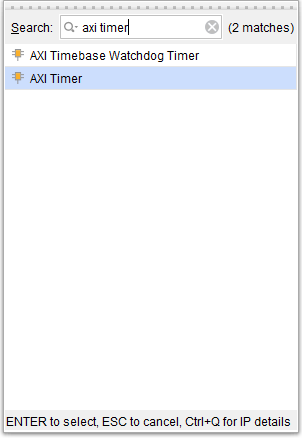 Search: axi timer (2 matches)
AXI Timebase Watchdog Timer
AXI Timer
ENTER to select, ESC to cancel, Ctrl+Q for IP details